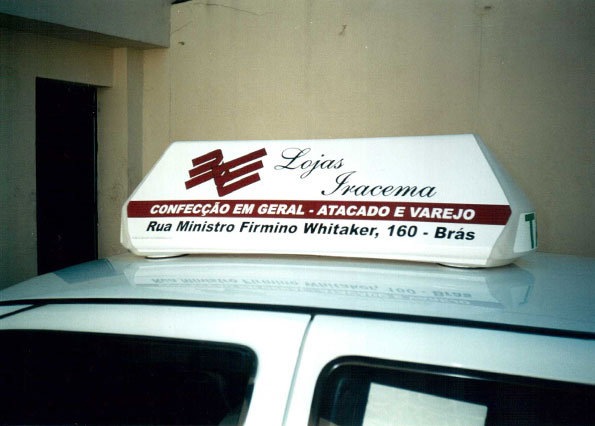 Lojas
Iracema
CONFECÇÃO EM GERAL - ATACADO E VAREJO
Rua Ministro Firmino Whitaker, 160 - Brás
T